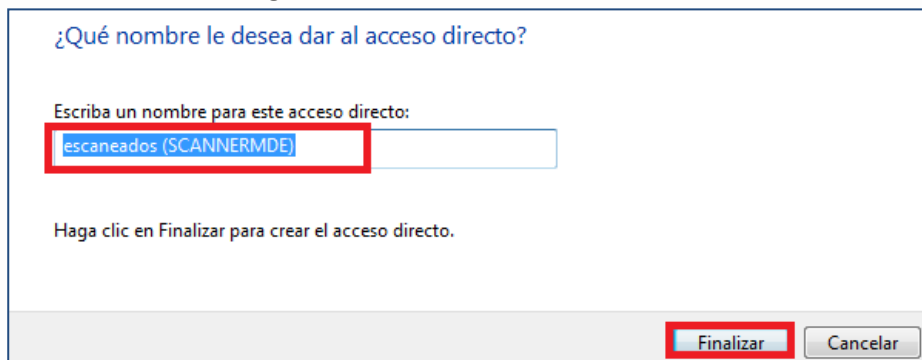 ¿Qué nombre le desea dar al acceso directo?
Escriba un nombre para este acceso directo:
escaneados (SCANNERMDE)
Haga clic en Finalizar para crear el acceso directo.
Finalizar
Cancelar